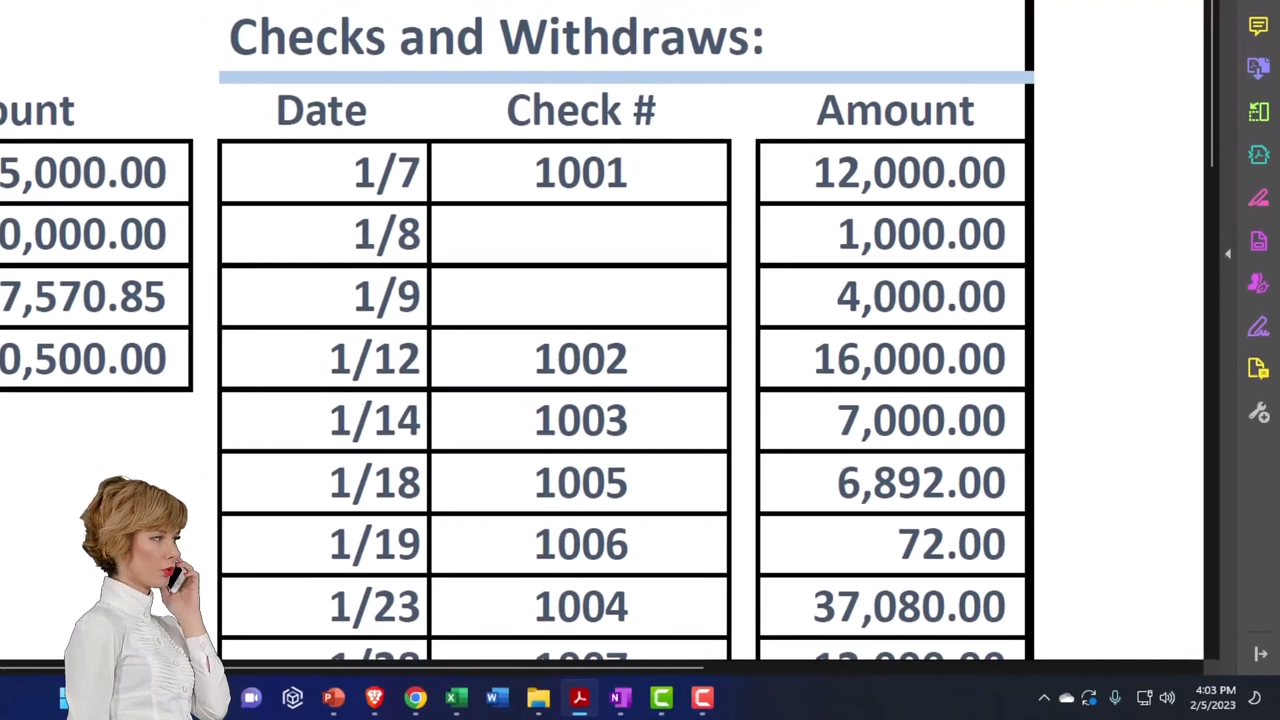 Checks and Withdraws:
Date Check # Amount
5,000.00 1/7 1001 12,000.00
0,000.00 1/8 1,000.00
7,570.85 1/9 4,000.00
0,500.00 1/12 1002 16,000.00
1/14 1003 7,000.00
1/18 1005 6,892.00
1/19 1006 72.00
1/23 1004 37,080.00
4:03 PM
2/5/2023